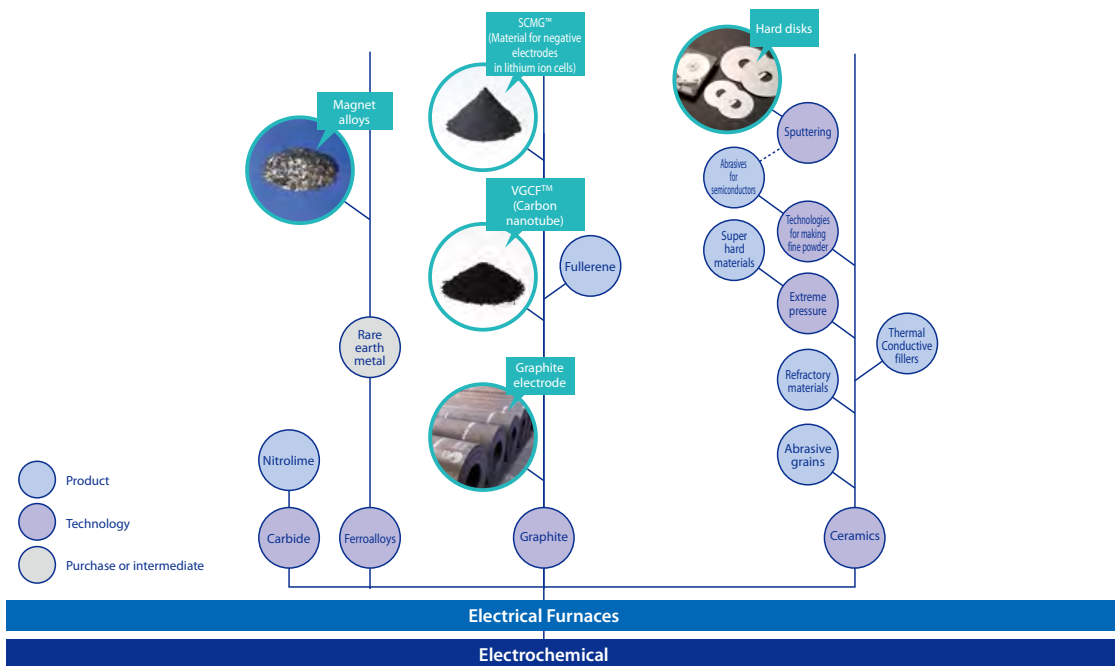 SCMG™
(Material for negative
electrodes
in lithium ion cells)
Hard disks
Magnet
alloys
Sputtering
Abrasives
for
semiconductors
VGCF™
(Carbon
nanotube)
Technologies
for making
fine powder
Super
hard
materials
Fullerene
Extreme
pressure
Rare
earth
metal
Thermal
Conductive
fillers
Graphite
electrode
Refractory
materials
Nitrolime
Abrasive
grains
Product
Technology
Purchase or intermediate
Carbide
Ferroalloys
Graphite
Ceramics
Electrical Furnaces
Electrochemical